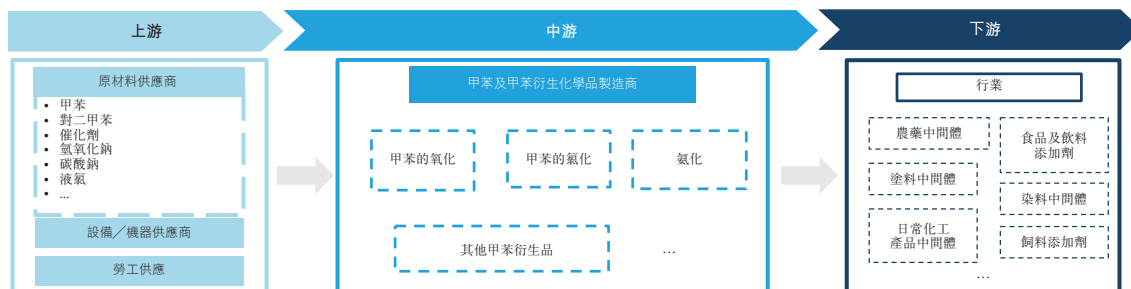 上游
中游
下游
原材料供應商
• 甲苯
• 對二甲苯
• 催化劑
• 氫氧化鈉
• 碳酸鈉
• 液氯
• ...
設備／機器供應商
勞工供應
甲苯及甲苯衍生化學品製造商
甲苯的氧化
甲苯的氯化
氨化
其他甲苯衍生品
...
行業
農藥中間體
食品及飲料
添加劑
塗料中間體
染料中間體
日常化工
產品中間體
飼料添加劑
...